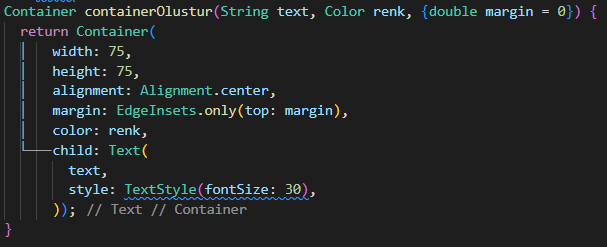 Container containerOlustur(String text, Color renk, {double margin = 0}) {
return Container(
width: 75,
height: 75,
alignment: Alignment.center,
margin: EdgeInsets.only(top: margin),
color: renk,
child: Text(
text,
style: TextStyle(fontSize: 30),
)); // Text // Container
}